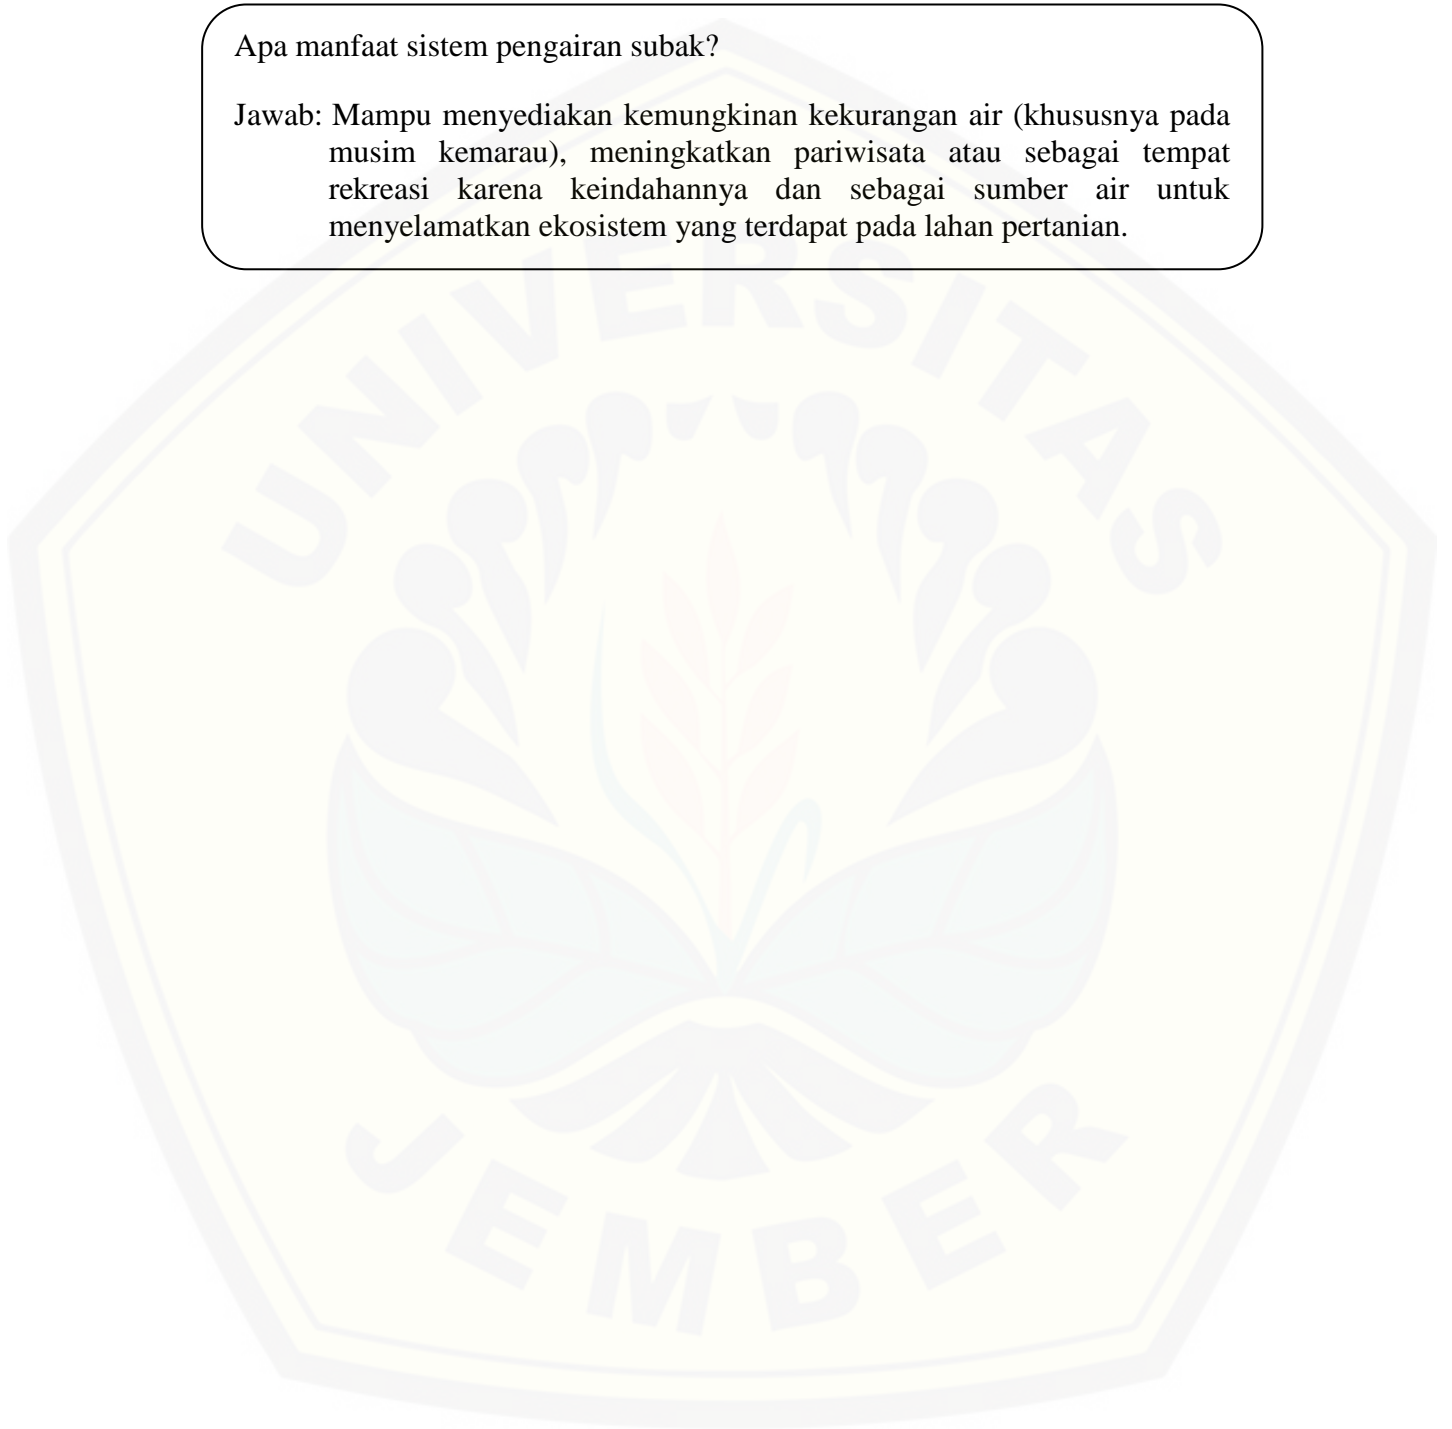 Apa manfaat sistem pengairan subak?
Jawab: Mampu menyediakan kemungkinan kekurangan air (khususnya pada
musim kemarau), meningkatkan pariwisata atau sebagai tempat
rekreasi karena keindahannya dan sebagai sumber air untuk
menyelamatkan ekosistem yang terdapat pada lahan pertanian.
UNIVERSITAS
JEMBER